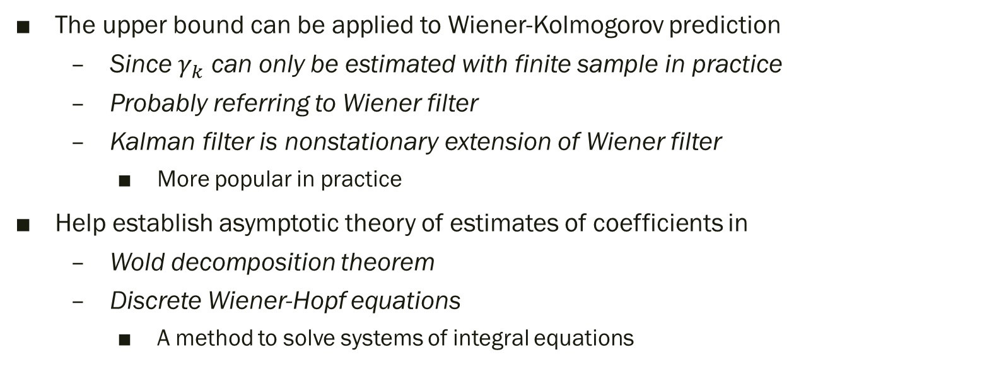 ■ The upper bound can be applied to Wiener-Kolmogorov prediction
– Since γₖ can only be estimated with finite sample in practice
– Probably referring to Wiener filter
– Kalman filter is nonstationary extension of Wiener filter
■ More popular in practice
■ Help establish asymptotic theory of estimates of coefficients in
– Wold decomposition theorem
– Discrete Wiener-Hopf equations
■ A method to solve systems of integral equations